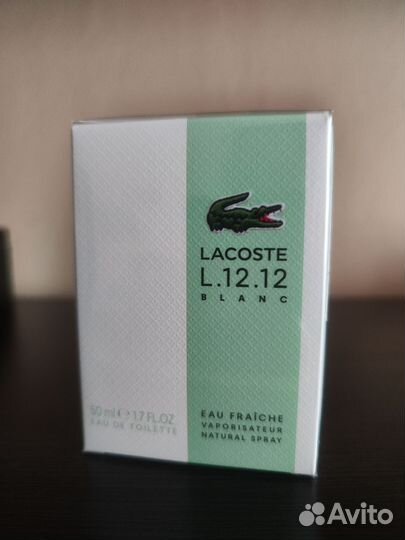 LACOSTE
L.12.12
BLANC
50 ml ℮ 1.7 FL.OZ.
EAU DE TOILETTE
EAU FRAÎCHE
VAPORISATEUR
NATURAL SPRAY
Avito